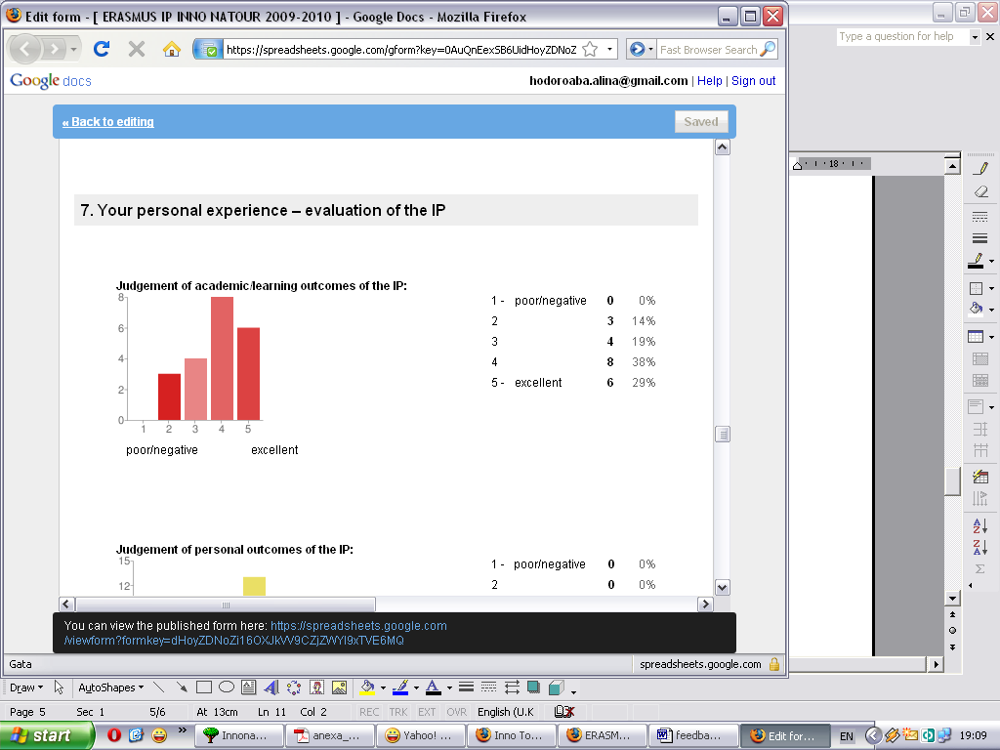 Edit form - [ ERASMUS IP INNO NATOUR 2009-2010 ] - Google Docs - Mozilla Firefox
Type a question for help
https://spreadsheets.google.com/gform?key=0AuQnEexSB6UidHoyZDNoZ
Fast Browser Search
Google docs
hodoroaba.alina@gmail.com | Help | Sign out
« Back to editing
Saved
18
7. Your personal experience – evaluation of the IP
Judgement of academic/learning outcomes of the IP:
8
6
4
2
0
1 2 3 4 5
poor/negative excellent
1 - poor/negative 0 0%
2 3 14%
3 4 19%
4 8 38%
5 - excellent 6 29%
Judgement of personal outcomes of the IP:
15
12
1 - poor/negative 0 0%
2 0 0%
You can view the published form here: https://spreadsheets.google.com
/viewform?formkey=dHoyZDNoZi16OXJkVV9CZjZWYl9xTVE6MQ
Gata
spreadsheets.google.com
Draw AutoShapes
Page 5 Sec 1 5/6 At 13cm Ln 11 Col 2 REC TRK EXT OVR English (U.K
start Innona... anexa_... Yahoo! ... Inno To... ERASM... feedba... Edit for... EN 19:09